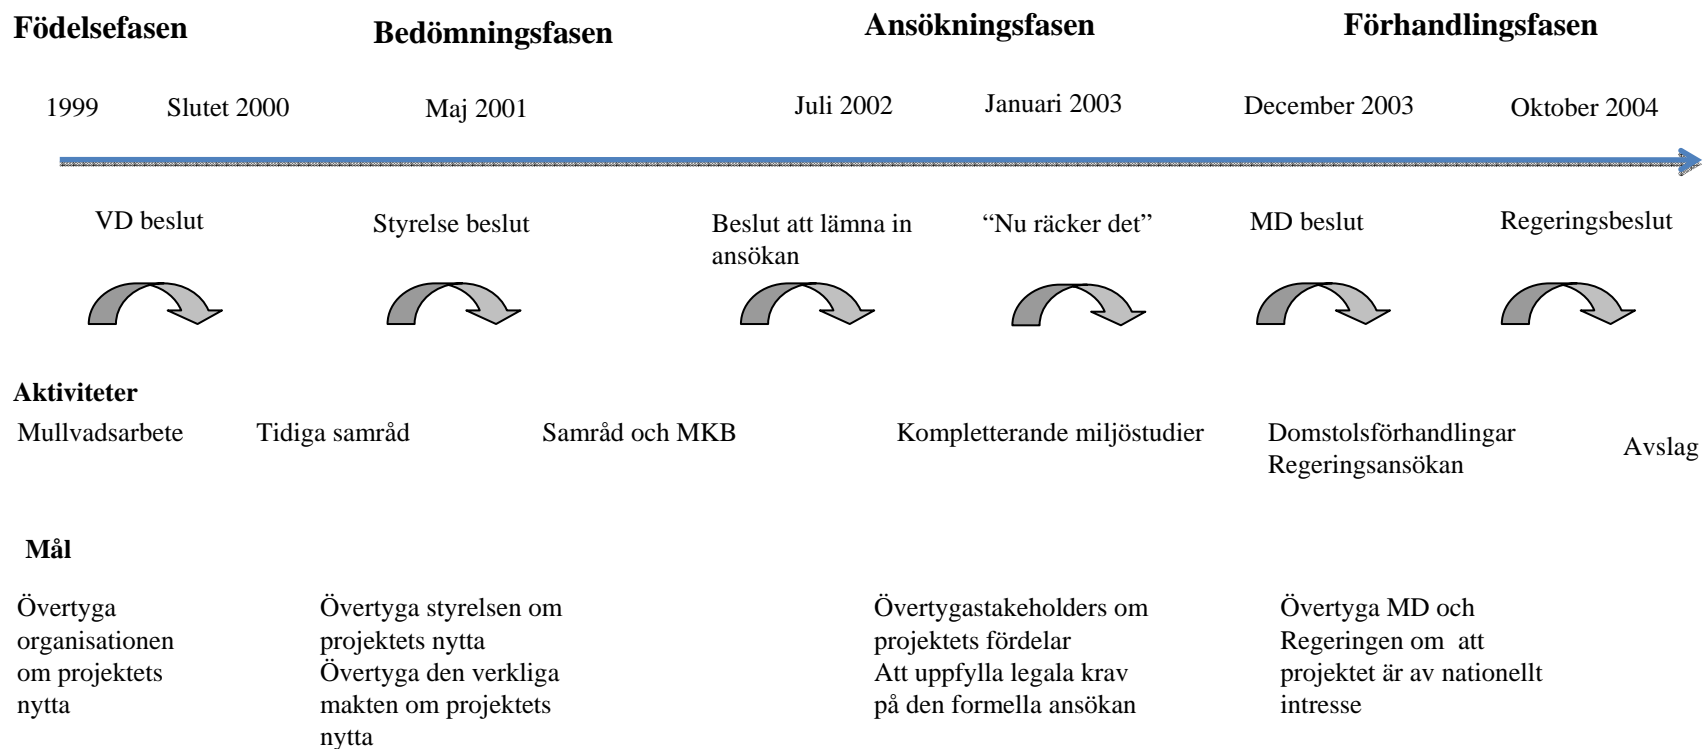 Födelsefasen
Bedömningsfasen
Ansökningsfasen
Förhandlingsfasen
1999
Slutet 2000
Maj 2001
Juli 2002
Januari 2003
December 2003
Oktober 2004
VD beslut
Styrelse beslut
Beslut att lämna in
ansökan
“Nu räcker det”
MD beslut
Regeringsbeslut
Aktiviteter
Mullvadsarbete
Tidiga samråd
Samråd och MKB
Kompletterande miljöstudier
Domstolsförhandlingar
Regeringsansökan
Avslag
Mål
Övertyga
organisationen
om projektets
nytta
Övertyga styrelsen om
projektets nytta
Övertyga den verkliga
makten om projektets
nytta
Övertygastakeholders om
projektets fördelar
Att uppfylla legala krav
på den formella ansökan
Övertyga MD och
Regeringen om att
projektet är av nationellt
intresse